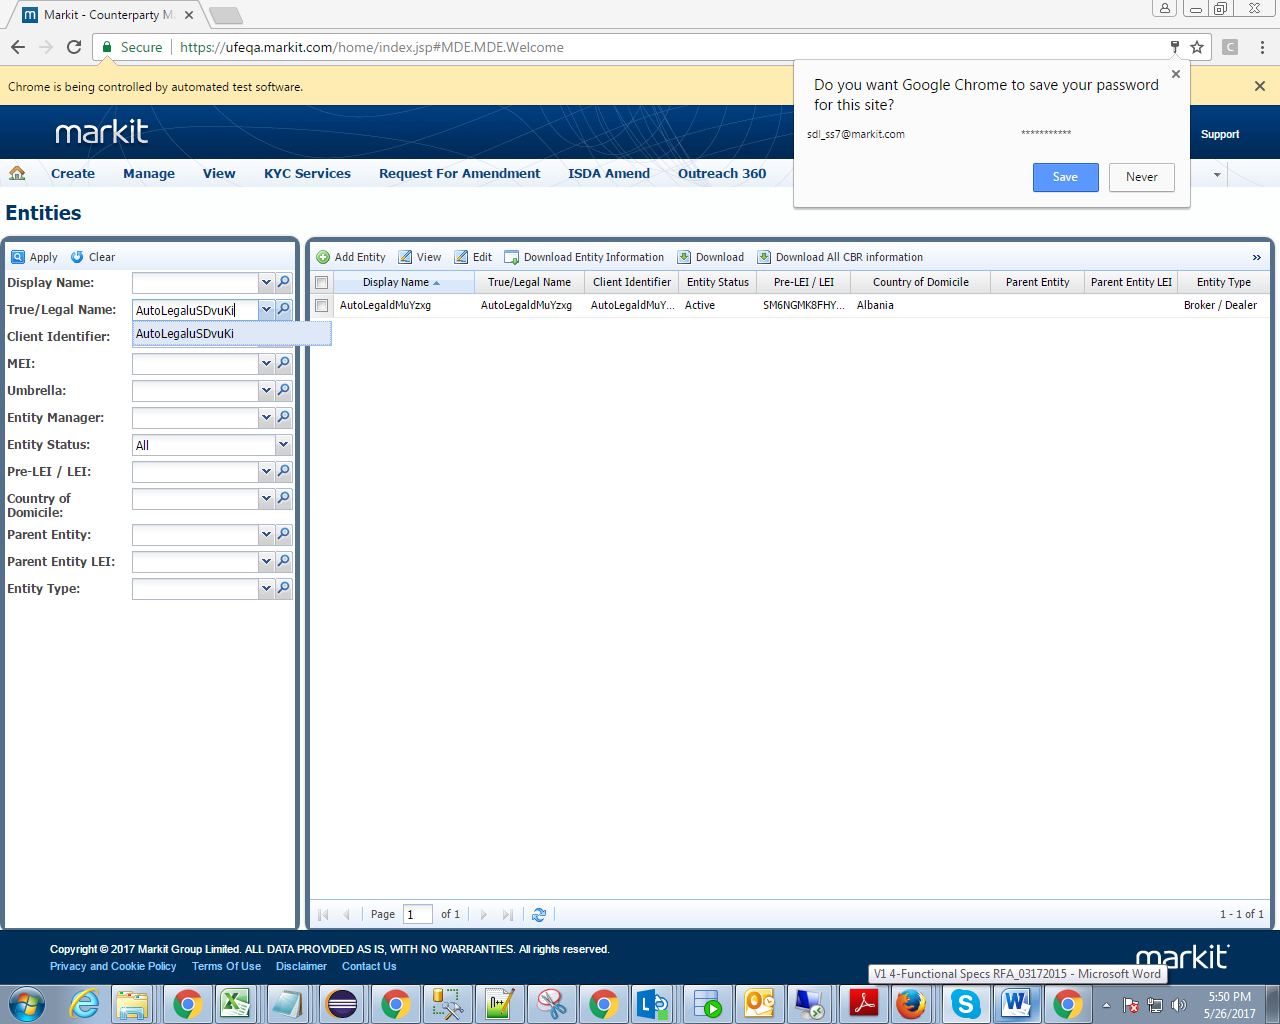 Markit - Counterparty M
Secure
https://ufeqa.markit.com/home/index.jsp#MDE.MDE.Welcome
Chrome is being controlled by automated test software.
Do you want Google Chrome to save your password
for this site?
sdl_ss7@markit.com ***********
Save Never
markit
Support
Create Manage View KYC Services Request For Amendment ISDA Amend Outreach 360
Entities
Apply Clear
Add Entity View Edit Download Entity Information Download Download All CBR information »
Display Name True/Legal Name Client Identifier Entity Status Pre-LEI / LEI Country of Domicile Parent Entity Parent Entity LEI Entity Type
AutoLegaldMuYzxg AutoLegaldMuYzxg AutoLegaldMuY... Active SM6NGMK8FHY... Albania Broker / Dealer
Display Name:
True/Legal Name: AutoLegaluSDvuKi
AutoLegaluSDvuKi
Client Identifier:
MEI:
Umbrella:
Entity Manager:
Entity Status: All
Pre-LEI / LEI:
Country of
Domicile:
Parent Entity:
Parent Entity LEI:
Entity Type:
Page 1 of 1
1 - 1 of 1
Copyright © 2017 Markit Group Limited. ALL DATA PROVIDED AS IS, WITH NO WARRANTIES. All rights reserved.
Privacy and Cookie Policy Terms Of Use Disclaimer Contact Us
markit
V1 4-Functional Specs RFA_03172015 - Microsoft Word
5:50 PM
5/26/2017